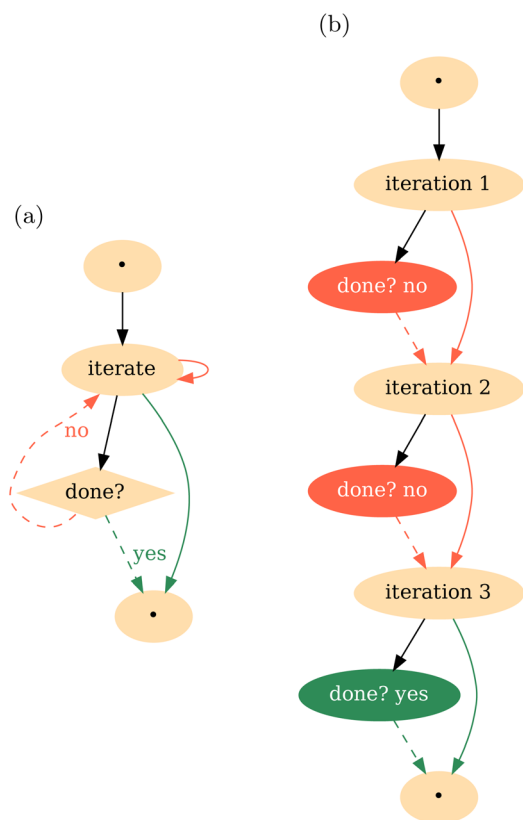 (a)
•
iterate
no
done?
yes
•
(b)
•
iteration 1
done? no
iteration 2
done? no
iteration 3
done? yes
•